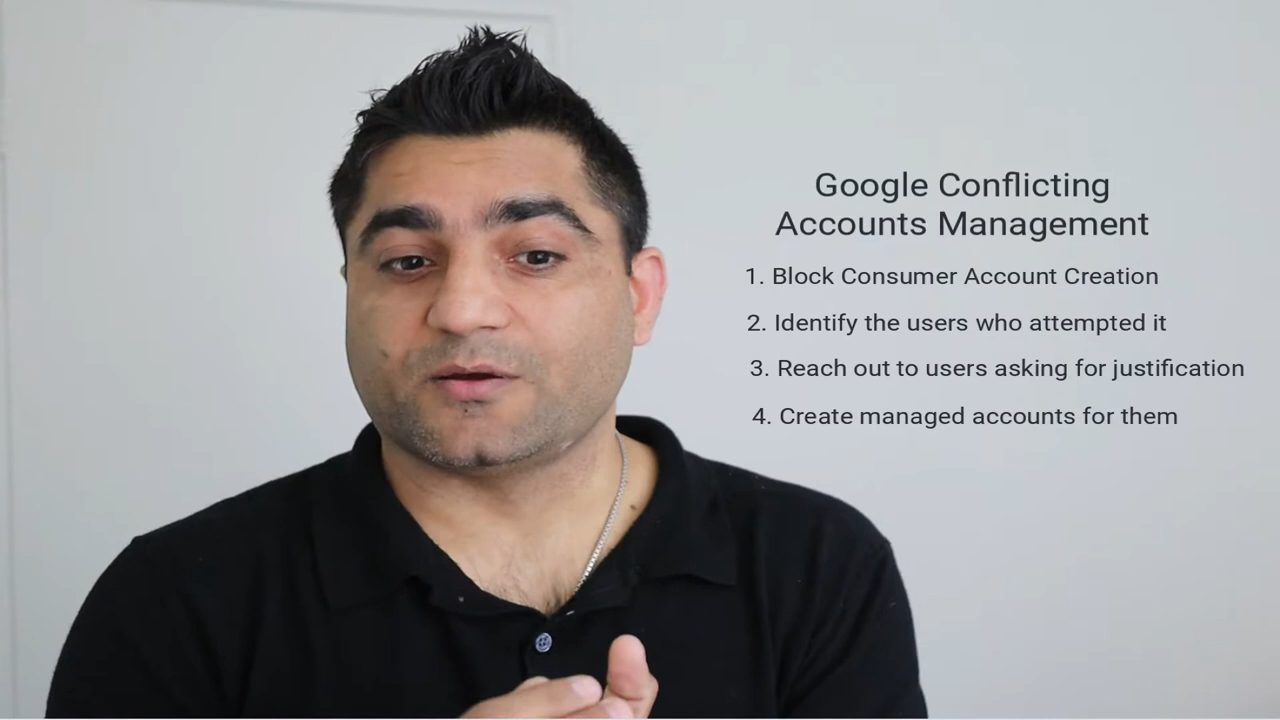 Google Conflicting
Accounts Management
1. Block Consumer Account Creation
2. Identify the users who attempted it
3. Reach out to users asking for justification
4. Create managed accounts for them